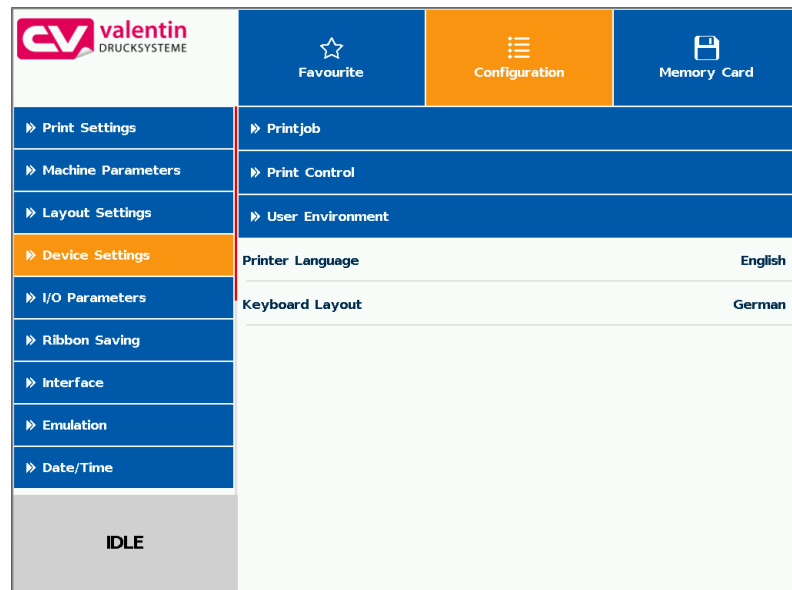 valentin
DRUCKSYSTEME
Favourite
Configuration
Memory Card
Print Settings
Machine Parameters
Layout Settings
Device Settings
I/O Parameters
Ribbon Saving
Interface
Emulation
Date/Time
IDLE
Printjob
Print Control
User Environment
Printer Language English
Keyboard Layout German